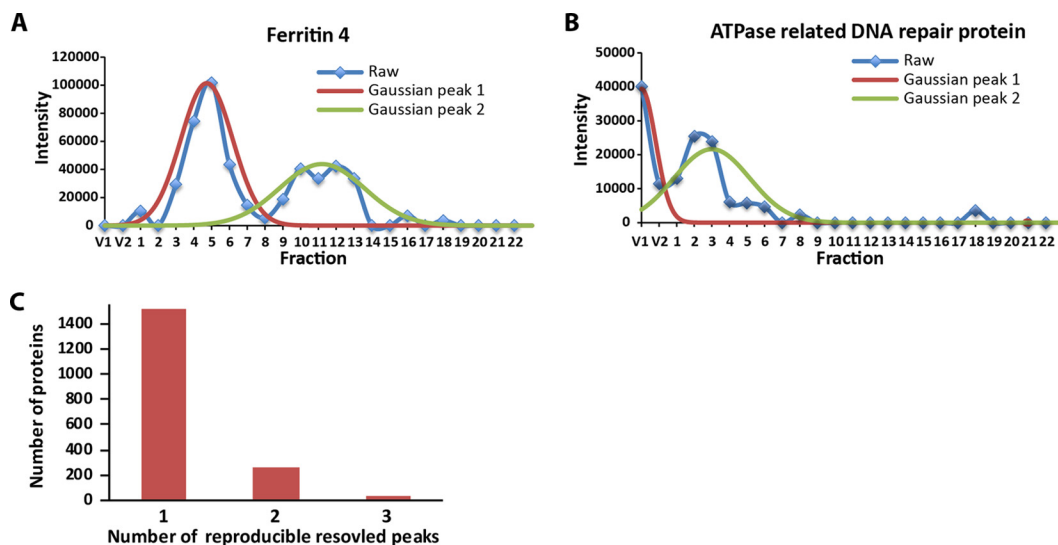 A
Ferritin 4
Intensity
120000
100000
80000
60000
40000
20000
0
Raw
Gaussian peak 1
Gaussian peak 2
V1 V2 1 2 3 4 5 6 7 8 9 10 11 12 13 14 15 16 17 18 19 20 21 22
Fraction
B
ATPase related DNA repair protein
Intensity
50000
40000
30000
20000
10000
0
Raw
Gaussian peak 1
Gaussian peak 2
V1 V2 1 2 3 4 5 6 7 8 9 10 11 12 13 14 15 16 17 18 19 20 21 22
Fraction
C
Number of proteins
1400
1200
1000
800
600
400
200
0
1 2 3
Number of reproducible resovled peaks